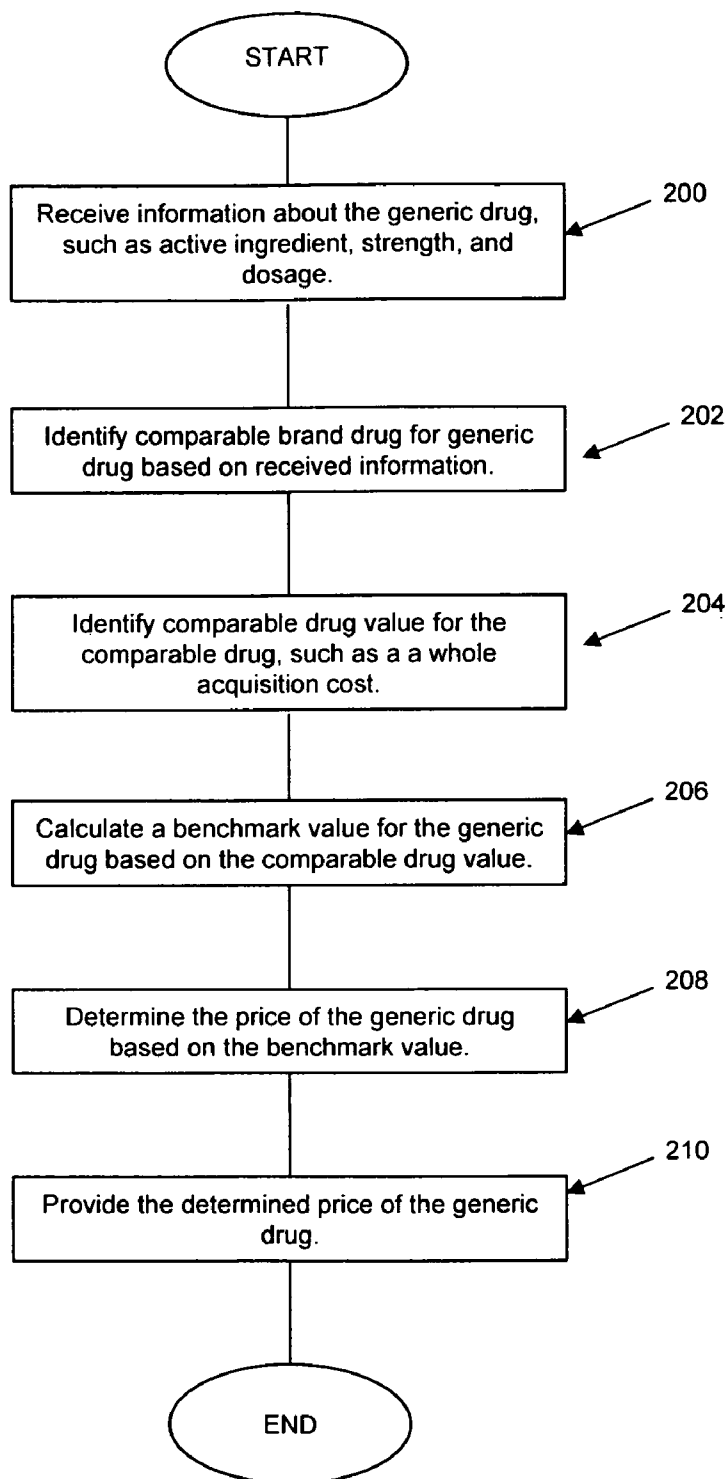 START
200
Receive information about the generic drug,
such as active ingredient, strength, and
dosage.
202
Identify comparable brand drug for generic
drug based on received information.
204
Identify comparable drug value for the
comparable drug, such as a a whole
acquisition cost.
206
Calculate a benchmark value for the generic
drug based on the comparable drug value.
208
Determine the price of the generic drug
based on the benchmark value.
210
Provide the determined price of the generic
drug.
END